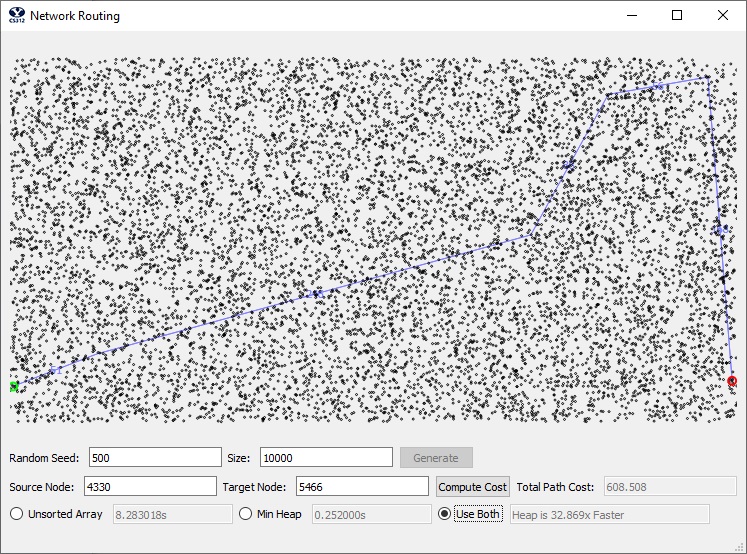 CS312 Network Routing
Random Seed: 500 Size: 10000 Generate
Source Node: 4330 Target Node: 5466 Compute Cost Total Path Cost: 608.508
Unsorted Array 8.283018s Min Heap 0.252000s Use Both Heap is 32.869x Faster